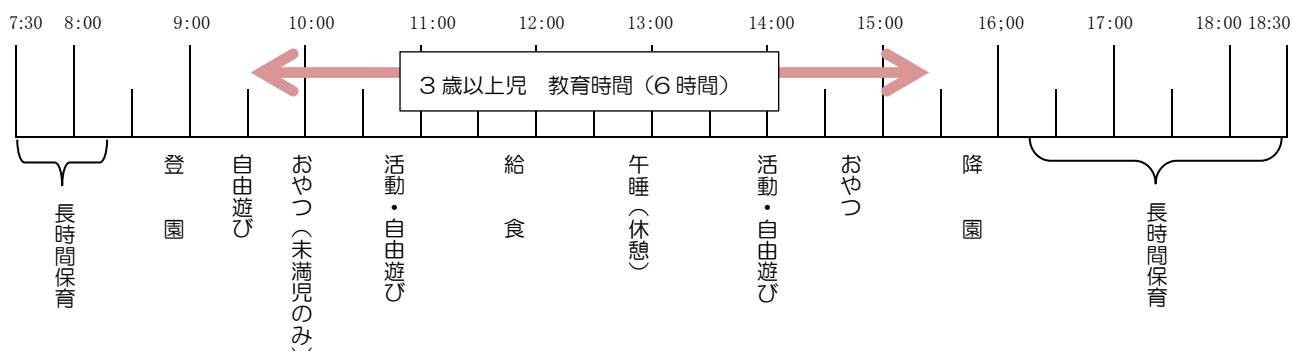 7:30 8:00 9:00 10:00 11:00 12:00 13:00 14:00 15:00 16;00 17:00 18:00 18:30
3歳以上児　教育時間（6時間）
長時間保育
登園
自由遊び
おやつ（未満児のみ）
活動・自由遊び
給食
午睡（休憩）
活動・自由遊び
おやつ
降園
長時間保育